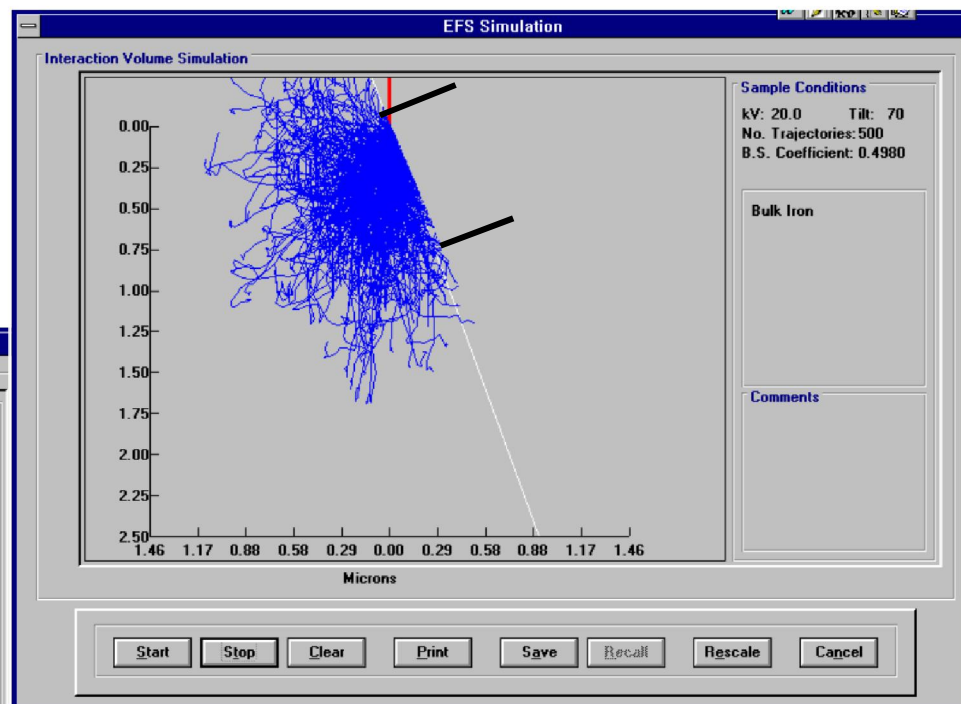 EFS Simulation
Interaction Volume Simulation
0.00
0.25
0.50
0.75
1.00
1.25
1.50
1.75
2.00
2.25
2.50
1.46 1.17 0.88 0.58 0.29 0.00 0.29 0.58 0.88 1.17 1.46
Microns
Sample Conditions
kV: 20.0 Tilt: 70
No. Trajectories: 500
B.S. Coefficient: 0.4980
Bulk Iron
Comments
Start Stop Clear Print Save Recall Rescale Cancel